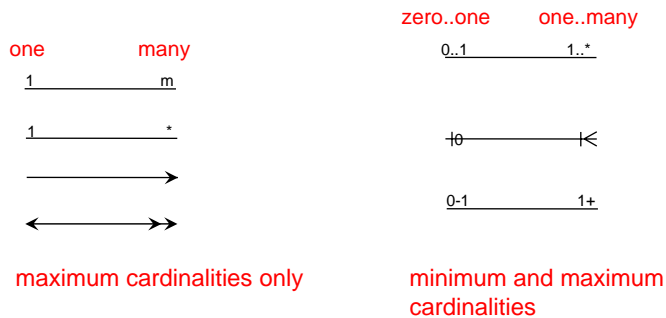 zero..one one..many
one many
0..1 1..*
1 m
1 *
0
0-1 1+
maximum cardinalities only
minimum and maximum
cardinalities